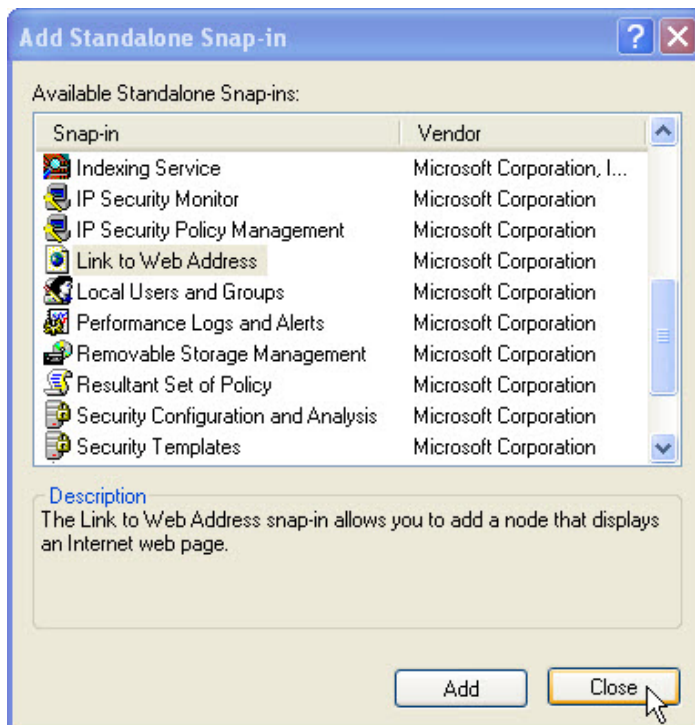 Add Standalone Snap-in
Available Standalone Snap-ins:
Snap-in Vendor
Indexing Service Microsoft Corporation, I...
IP Security Monitor Microsoft Corporation
IP Security Policy Management Microsoft Corporation
Link to Web Address Microsoft Corporation
Local Users and Groups Microsoft Corporation
Performance Logs and Alerts Microsoft Corporation
Removable Storage Management Microsoft Corporation
Resultant Set of Policy Microsoft Corporation
Security Configuration and Analysis Microsoft Corporation
Security Templates Microsoft Corporation
Description
The Link to Web Address snap-in allows you to add a node that displays
an Internet web page.
Add Close